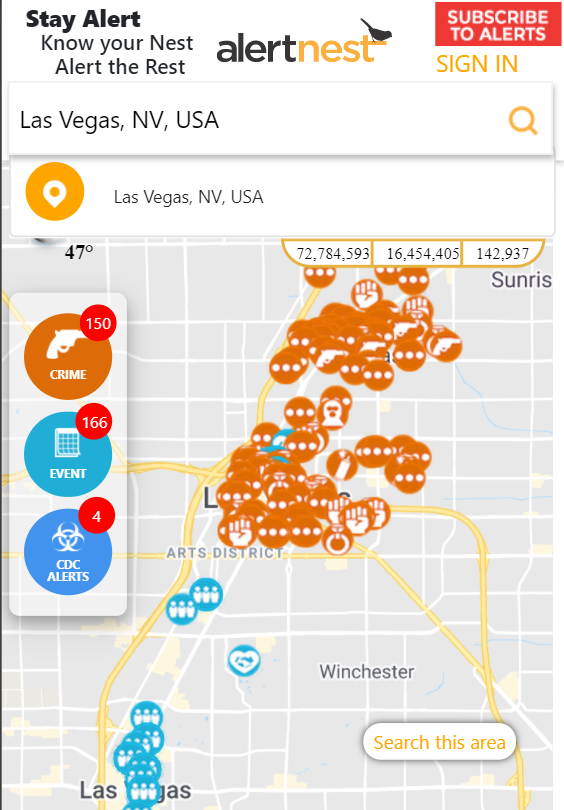 Stay Alert
Know your Nest
Alert the Rest
alertnest
SUBSCRIBE
TO ALERTS
SIGN IN
Las Vegas, NV, USA
Las Vegas, NV, USA
47°
72,784,593 16,454,405 142,937
Sunris
150
CRIME
166
EVENT
4
CDC
ALERTS
ARTS DISTRICT
Winchester
Search this area